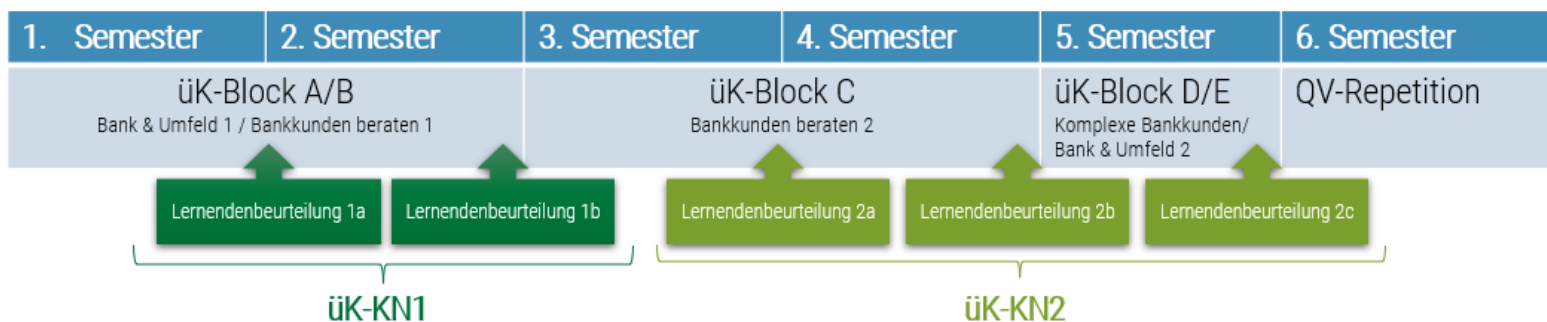 1. Semester
2. Semester
3. Semester
4. Semester
5. Semester
6. Semester
üK-Block A/B
Bank & Umfeld 1 / Bankkunden beraten 1
üK-Block C
Bankkunden beraten 2
üK-Block D/E
Komplexe Bankkunden/
Bank & Umfeld 2
QV-Repetition
Lernendenbeurteilung 1a
Lernendenbeurteilung 1b
Lernendenbeurteilung 2a
Lernendenbeurteilung 2b
Lernendenbeurteilung 2c
üK-KN1
üK-KN2